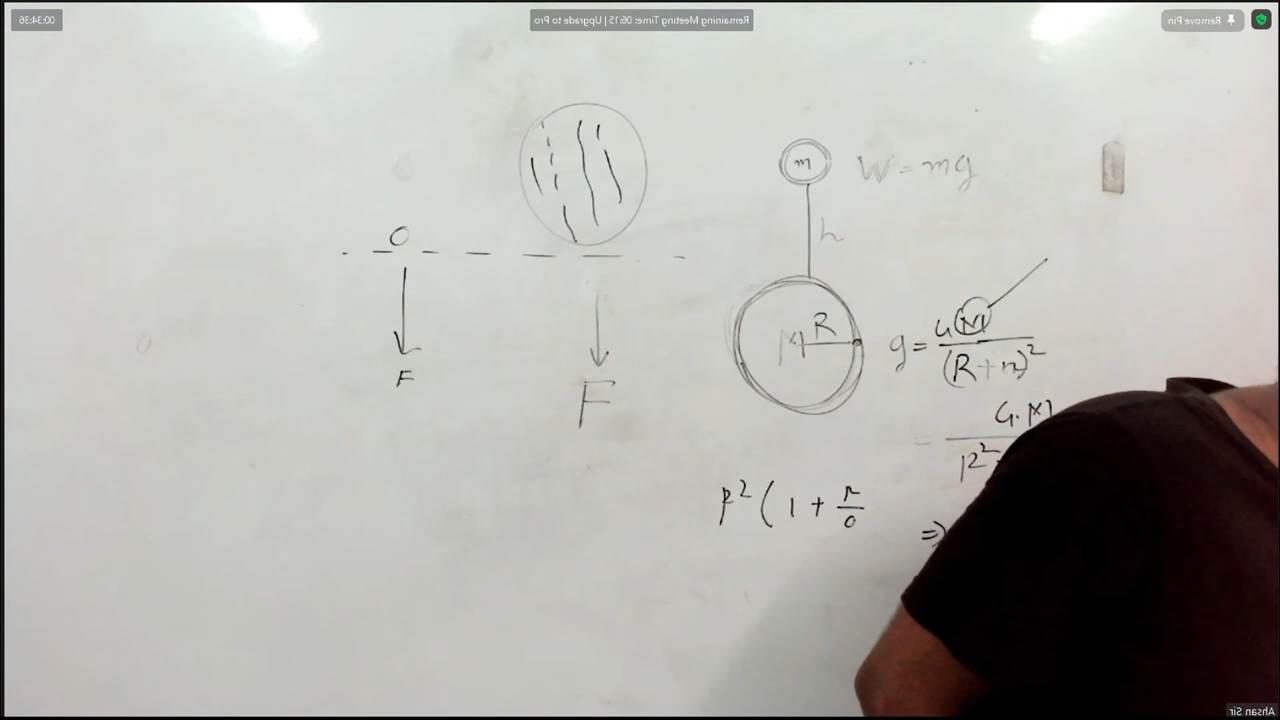 00:34:36
Remaining Meeting Time: 06:15 | Upgrade to Pro
Remove Pin
m
W = mg
h
O
F
F
M R
g = GM / (R+h)²
= G.M / R²
R² ( 1 + h
⇒
Ahsan Sir